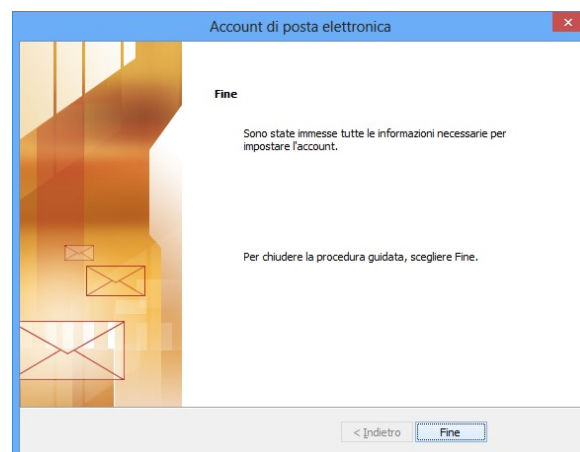 Account di posta elettronica
Fine
Sono state immesse tutte le informazioni necessarie per
impostare l'account.
Per chiudere la procedura guidata, scegliere Fine.
< Indietro
Fine